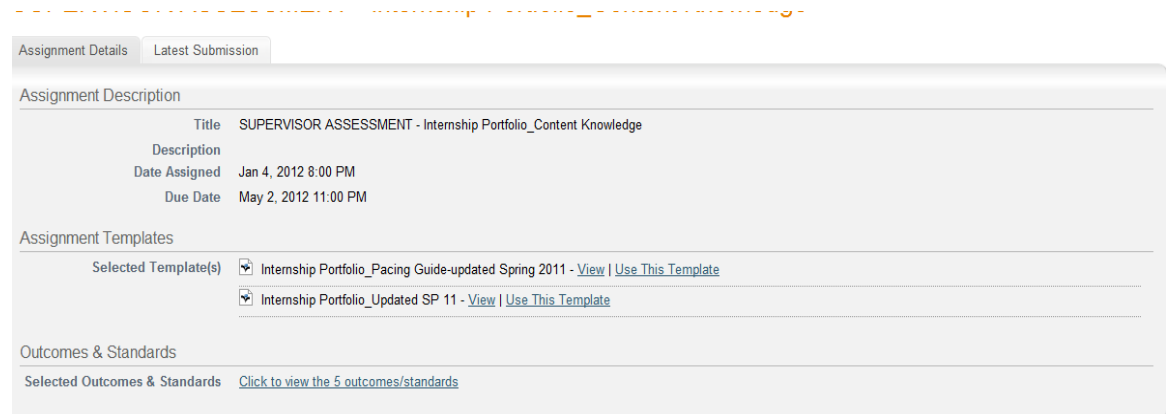 Assignment Details Latest Submission
Assignment Description
Title SUPERVISOR ASSESSMENT - Internship Portfolio_Content Knowledge
Description
Date Assigned Jan 4, 2012 8:00 PM
Due Date May 2, 2012 11:00 PM
Assignment Templates
Selected Template(s) Internship Portfolio_Pacing Guide-updated Spring 2011 - View | Use This Template
Internship Portfolio_Updated SP 11 - View | Use This Template
Outcomes & Standards
Selected Outcomes & Standards Click to view the 5 outcomes/standards